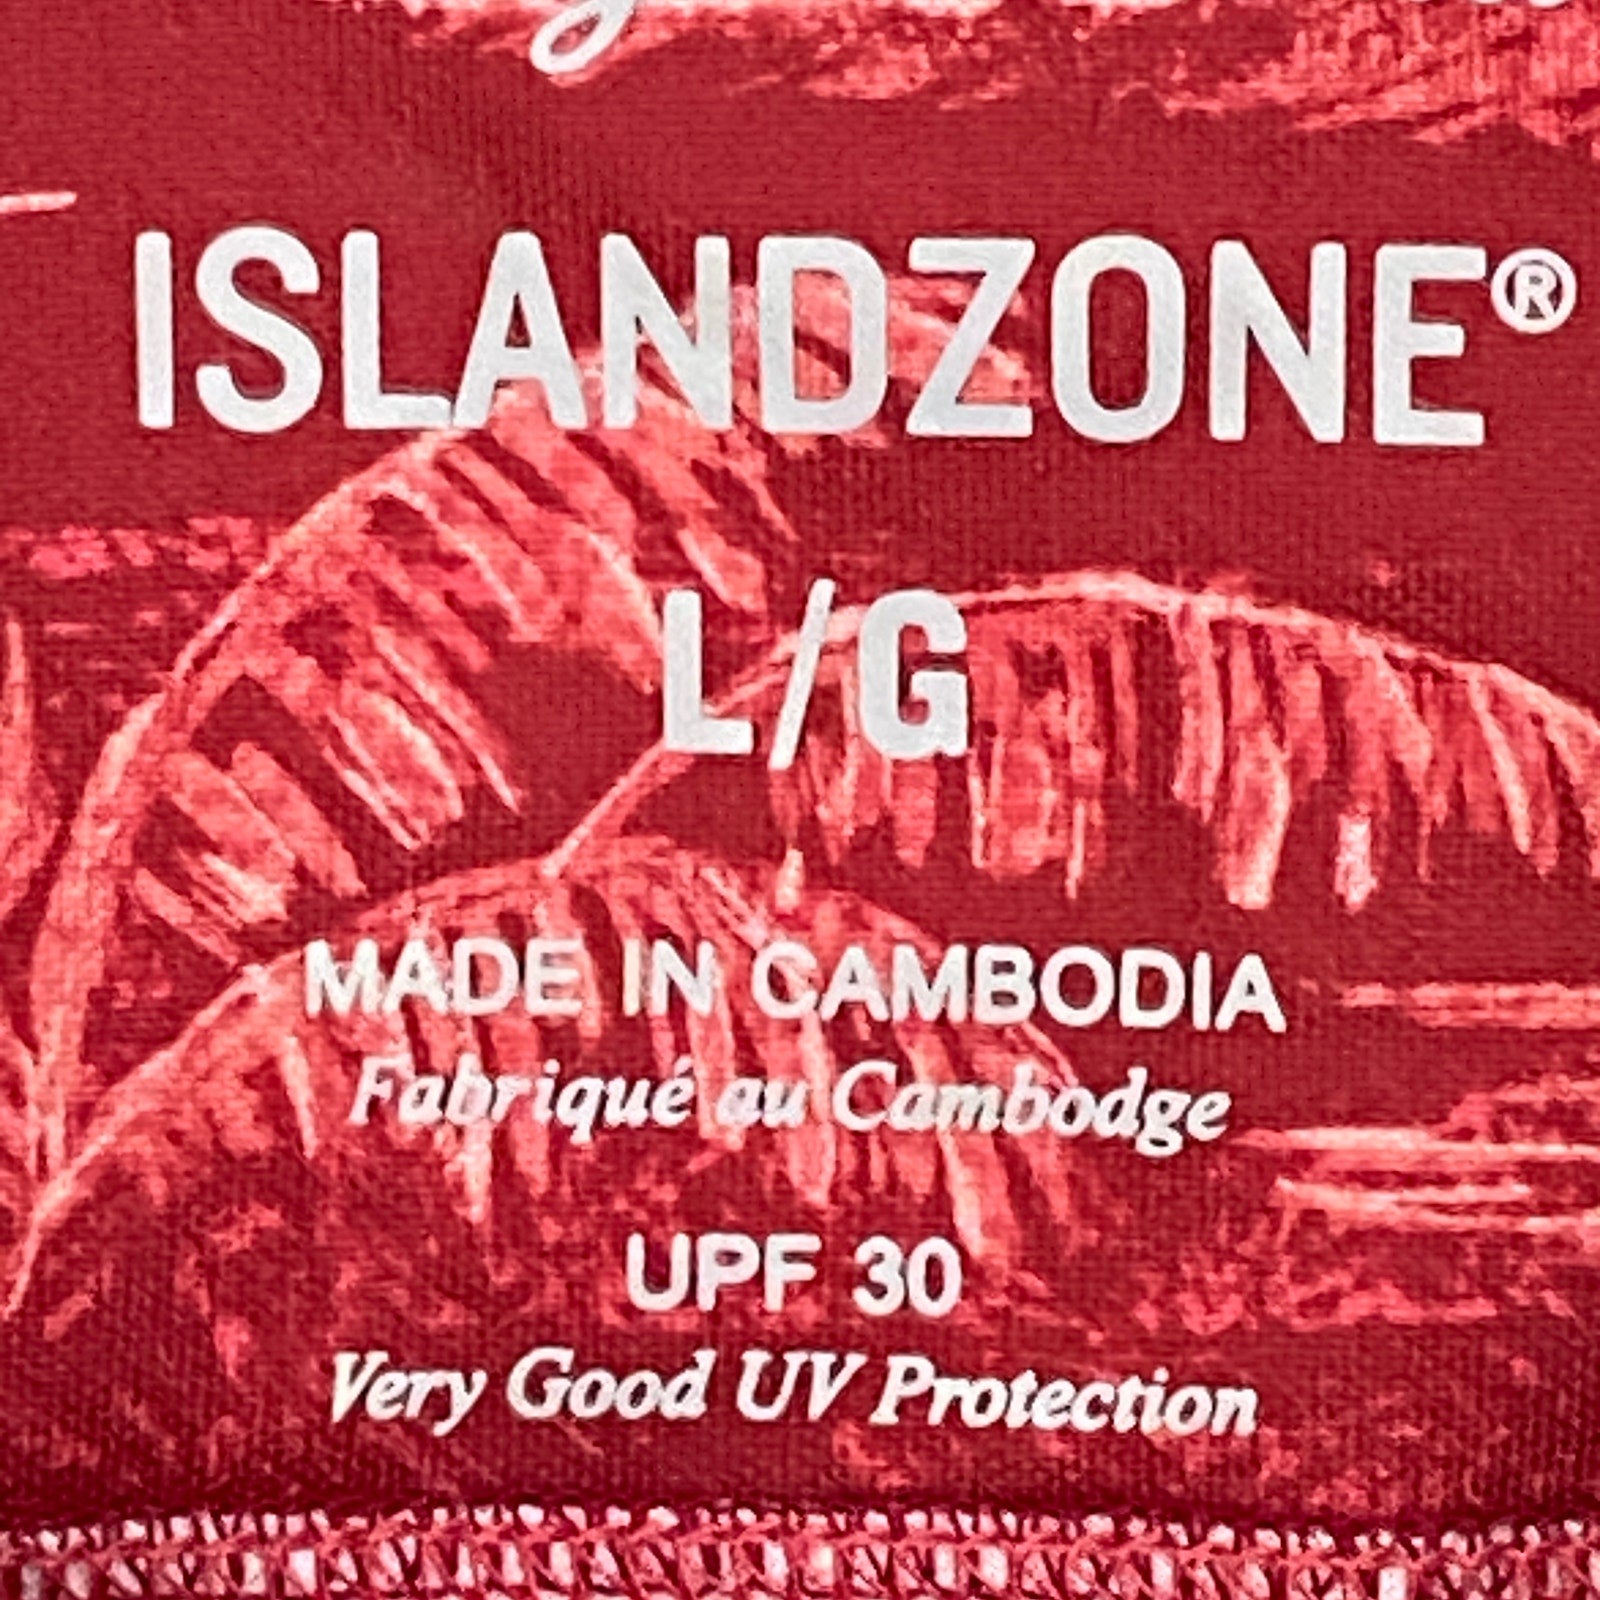 ISLANDZONE®
L/G
MADE IN CAMBODIA
Fabriqué au Cambodge
UPF 30
Very Good UV Protection